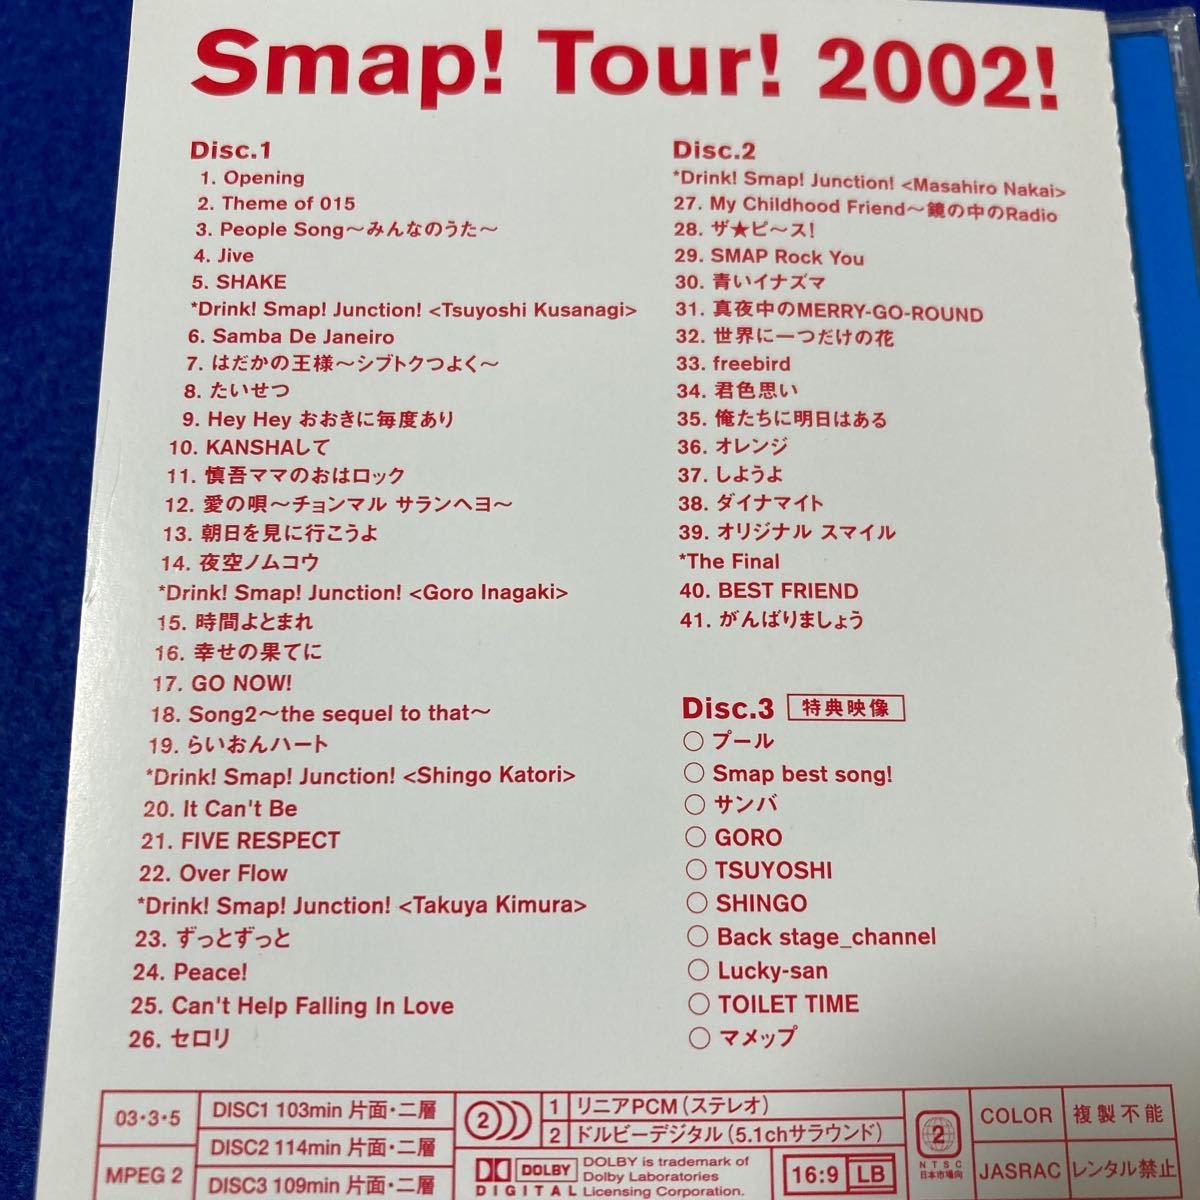 Smap! Tour! 2002!
Disc.1
1. Opening
2. Theme of 015
3. People Song〜みんなのうた〜
4. Jive
5. SHAKE
*Drink! Smap! Junction! <Tsuyoshi Kusanagi>
6. Samba De Janeiro
7. はだかの王様〜シブトクつよく〜
8. たいせつ
9. Hey Hey おおきに毎度あり
10. KANSHAして
11. 慎吾ママのおはロック
12. 愛の唄〜チョンマル サランヘヨ〜
13. 朝日を見に行こうよ
14. 夜空ノムコウ
*Drink! Smap! Junction! <Goro Inagaki>
15. 時間よとまれ
16. 幸せの果てに
17. GO NOW!
18. Song2〜the sequel to that〜
19. らいおんハート
*Drink! Smap! Junction! <Shingo Katori>
20. It Can't Be
21. FIVE RESPECT
22. Over Flow
*Drink! Smap! Junction! <Takuya Kimura>
23. ずっとずっと
24. Peace!
25. Can't Help Falling In Love
26. セロリ
Disc.2
*Drink! Smap! Junction! <Masahiro Nakai>
27. My Childhood Friend〜鏡の中のRadio
28. ザ★ピ〜ス!
29. SMAP Rock You
30. 青いイナズマ
31. 真夜中のMERRY-GO-ROUND
32. 世界に一つだけの花
33. freebird
34. 君色思い
35. 俺たちに明日はある
36. オレンジ
37. しようよ
38. ダイナマイト
39. オリジナル スマイル
*The Final
40. BEST FRIEND
41. がんばりましょう
Disc.3 特典映像
○ プール
○ Smap best song!
○ サンバ
○ GORO
○ TSUYOSHI
○ SHINGO
○ Back stage_channel
○ Lucky-san
○ TOILET TIME
○ マメップ
03・3・5
MPEG 2
DISC1 103min 片面・二層
DISC2 114min 片面・二層
DISC3 109min 片面・二層
2
1 リニアPCM(ステレオ)
2 ドルビーデジタル(5.1chサラウンド)
DOLBY
DIGITAL
DOLBY is trademark of
Dolby Laboratories
Licensing Corporation.
16:9 LB
2
NTSC
日本市場向
COLOR
複製不能
JASRAC
レンタル禁止